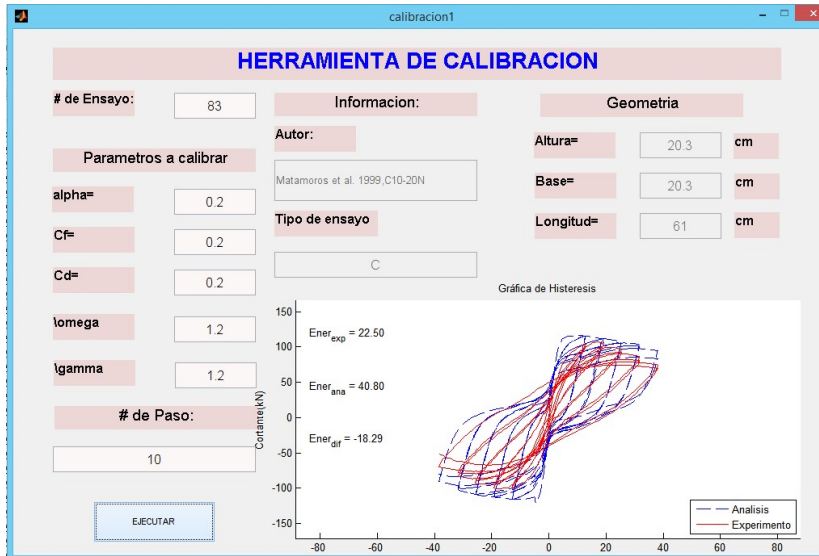 calibracion1
HERRAMIENTA DE CALIBRACION
# de Ensayo:
83
Parametros a calibrar
alpha=
0.2
Cf=
0.2
Cd=
0.2
\omega
1.2
\gamma
1.2
# de Paso:
10
EJECUTAR
Informacion:
Autor:
Matamoros et al. 1999,C10-20N
Tipo de ensayo
C
Geometria
Altura=
20.3
cm
Base=
20.3
cm
Longitud=
61
cm
Gráfica de Histeresis
Cortante(kN)
150
100
50
0
-50
-100
-150
Ener_exp = 22.50
Ener_ana = 40.80
Ener_dif = -18.29
Analisis
Experimento
-80 -60 -40 -20 0 20 40 60 80